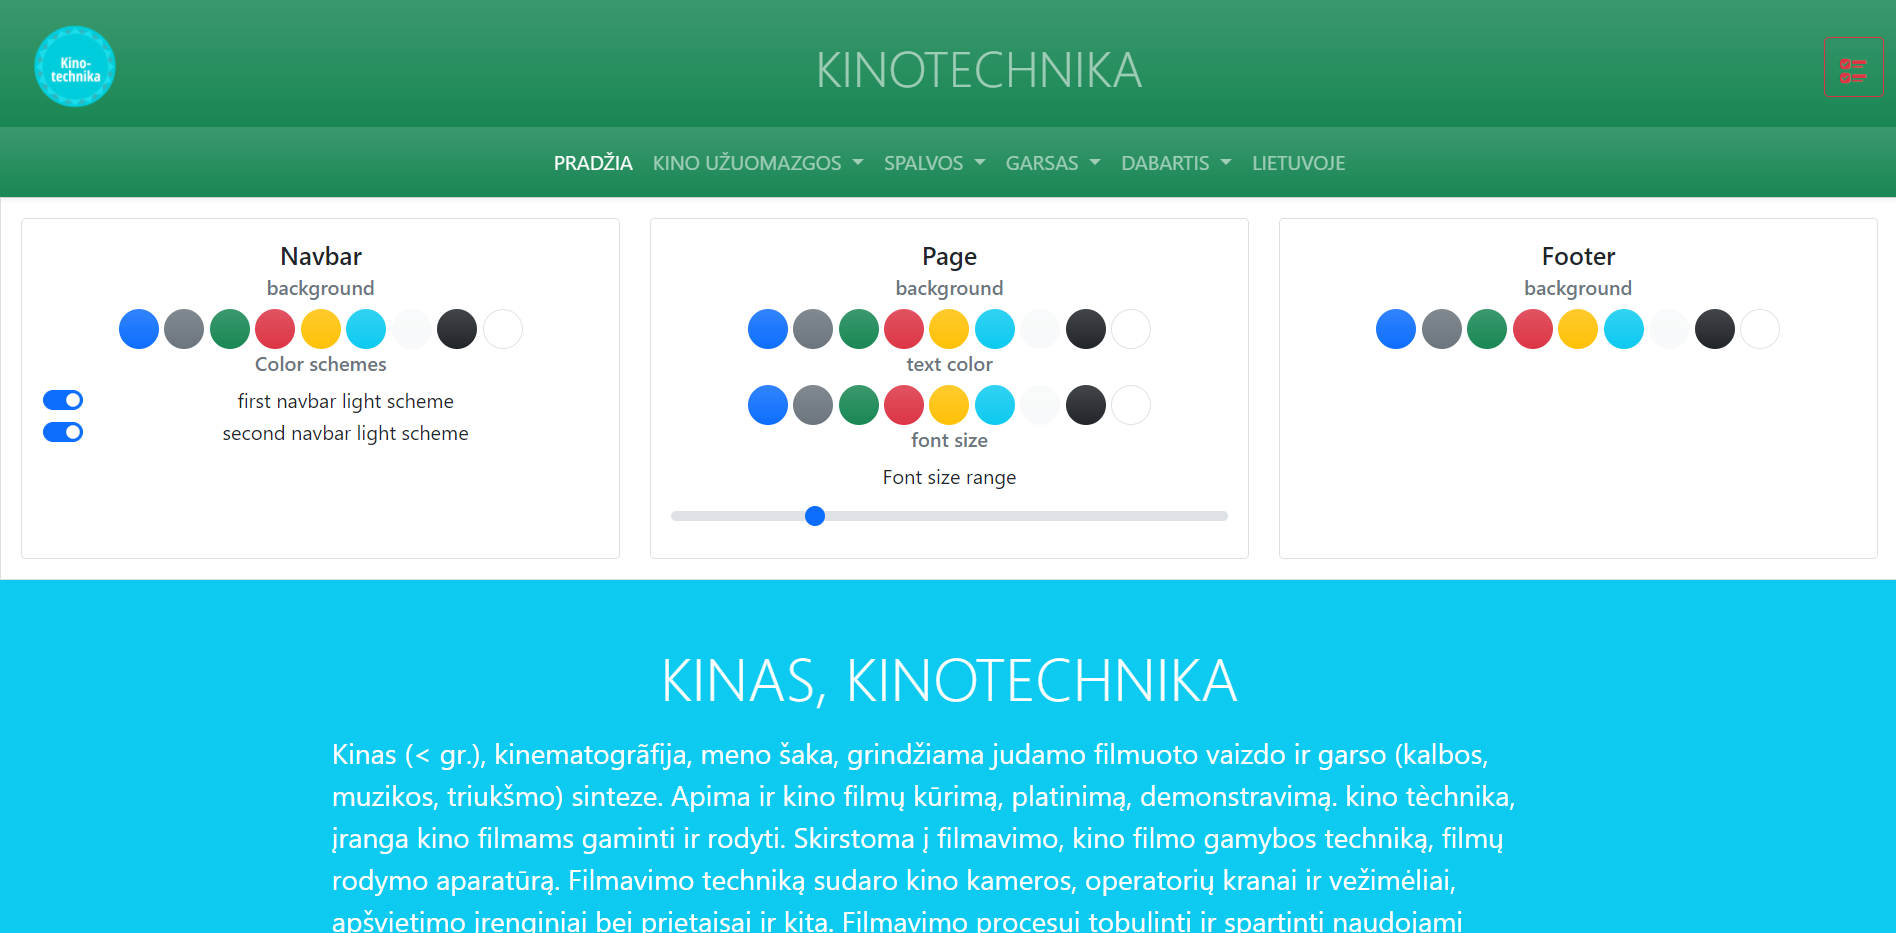 Kino-
technika
KINOTECHNIKA
PRADŽIA KINO UŽUOMAZGOS SPALVOS GARSAS DABARTIS LIETUVOJE
Navbar
background
Color schemes
first navbar light scheme
second navbar light scheme
Page
background
text color
font size
Font size range
Footer
background
KINAS, KINOTECHNIKA
Kinas (< gr.), kinematogrãfija, meno šaka, grindžiama judamo filmuoto vaizdo ir garso (kalbos,
muzikos, triukšmo) sinteze. Apima ir kino filmų kūrimą, platinimą, demonstravimą. kino tèchnika,
įranga kino filmams gaminti ir rodyti. Skirstoma į filmavimo, kino filmo gamybos techniką, filmų
rodymo aparatūrą. Filmavimo techniką sudaro kino kameros, operatorių kranai ir vežimėliai,
apšvietimo įrenginiai bei prietaisai ir kita. Filmavimo procesui tobulinti ir spartinti naudojami